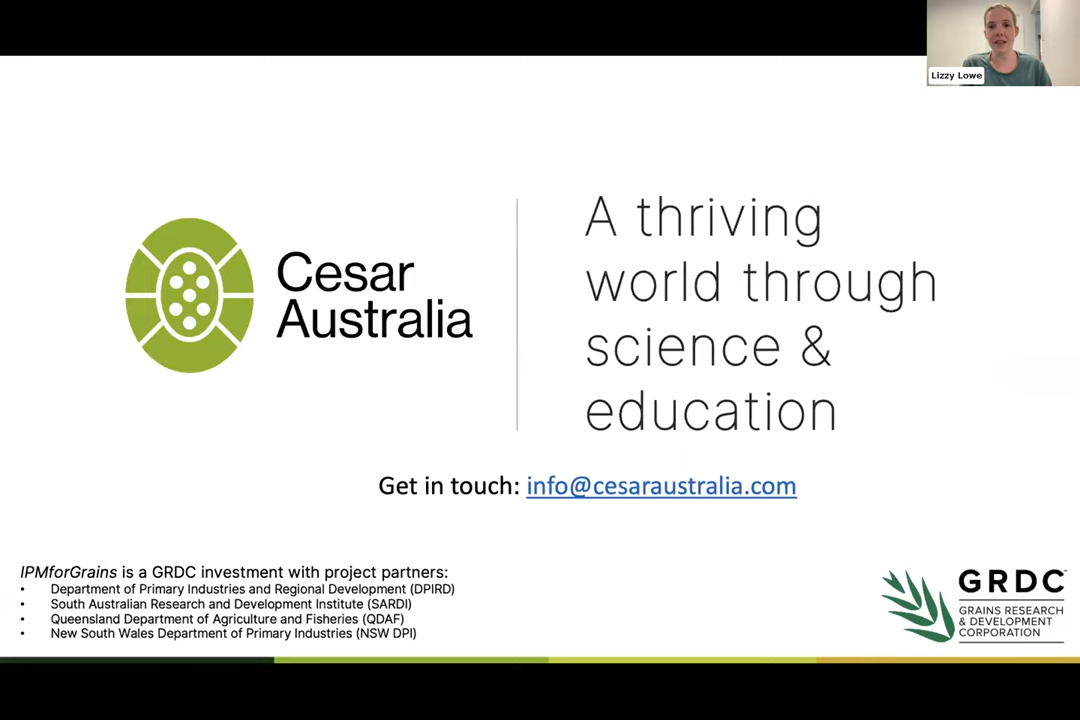 Lizzy Lowe
Cesar
Australia
A thriving
world through
science &
education
Get in touch: info@cesaraustralia.com
IPMforGrains is a GRDC investment with project partners:
• Department of Primary Industries and Regional Development (DPIRD)
• South Australian Research and Development Institute (SARDI)
• Queensland Department of Agriculture and Fisheries (QDAF)
• New South Wales Department of Primary Industries (NSW DPI)
GRDC™
GRAINS RESEARCH
& DEVELOPMENT
CORPORATION